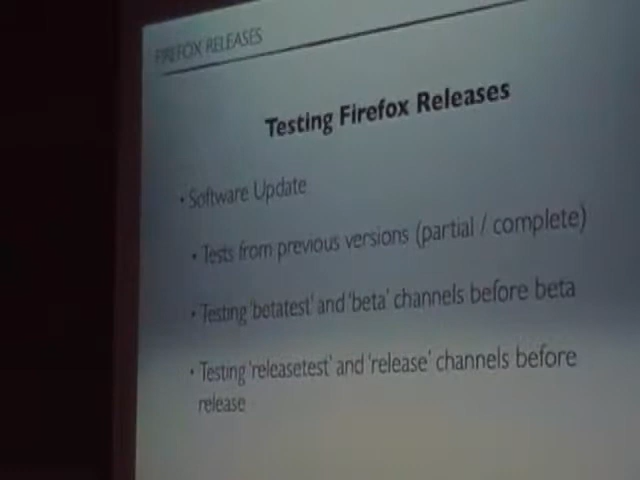 FIREFOX RELEASES
Testing Firefox Releases
• Software Update
• Tests from previous versions (partial / complete)
• Testing 'betatest' and 'beta' channels before beta
• Testing 'releasetest' and 'release' channels before
release